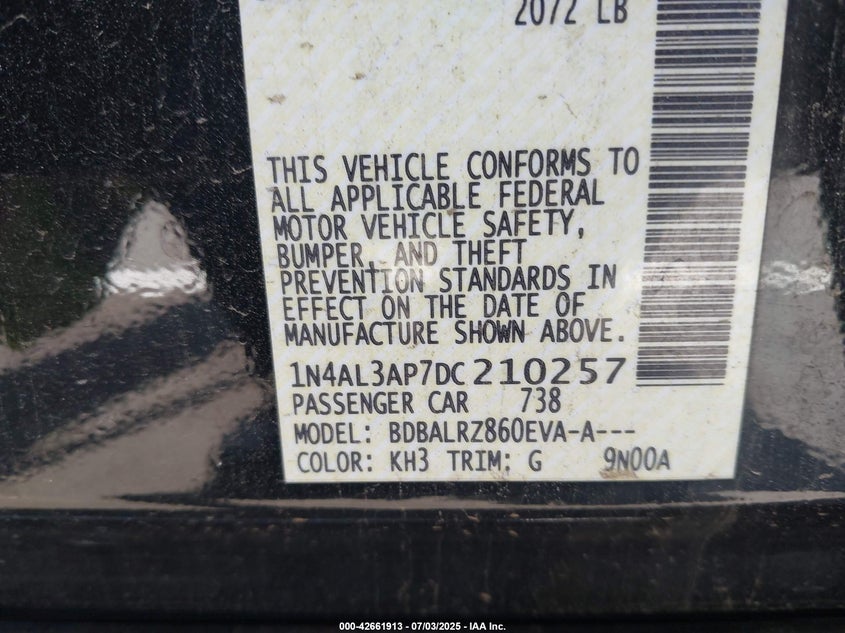 2072 LB
THIS VEHICLE CONFORMS TO
ALL APPLICABLE FEDERAL
MOTOR VEHICLE SAFETY,
BUMPER, AND THEFT
PREVENTION STANDARDS IN
EFFECT ON THE DATE OF
MANUFACTURE SHOWN ABOVE.
1N4AL3AP7DC210257
PASSENGER CAR 738
MODEL: BDBALRZ860EVA-A---
COLOR: KH3 TRIM: G 9N00A
000-42661913 - 07/03/2025 - IAA Inc.